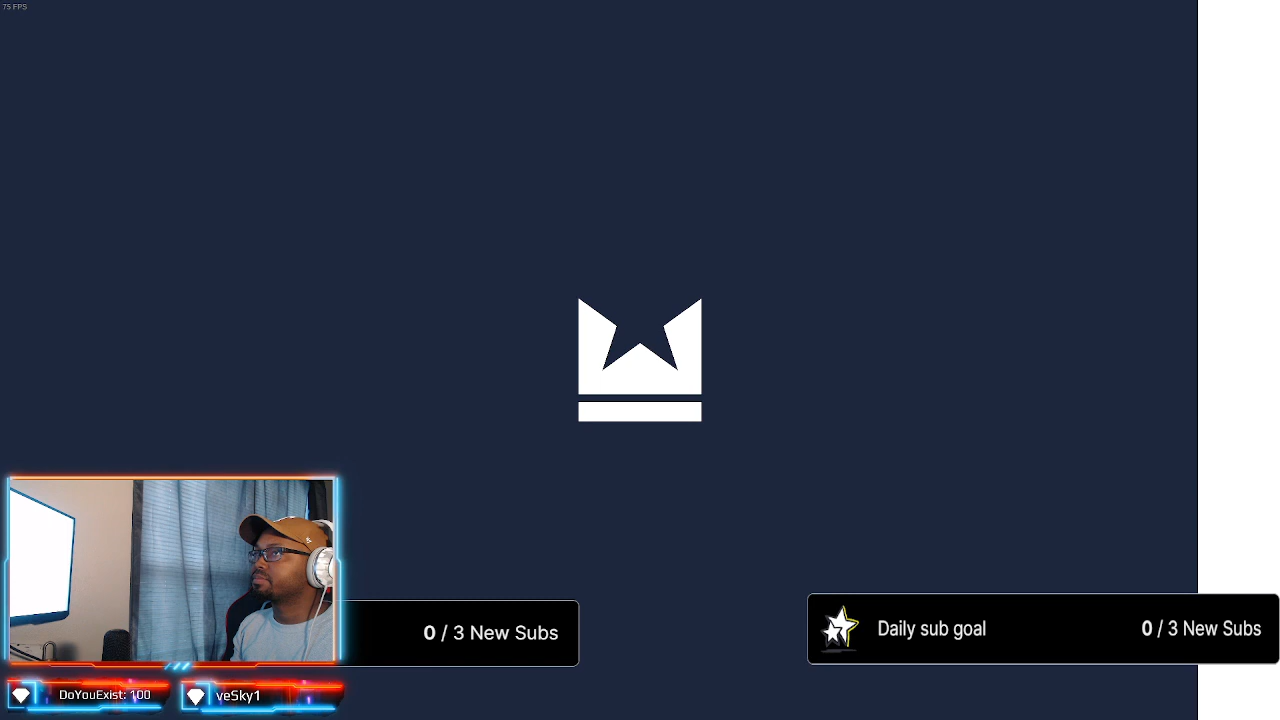 75 FPS
0 / 3 New Subs
Daily sub goal
0 / 3 New Subs
DoYouExist: 100
veSky1